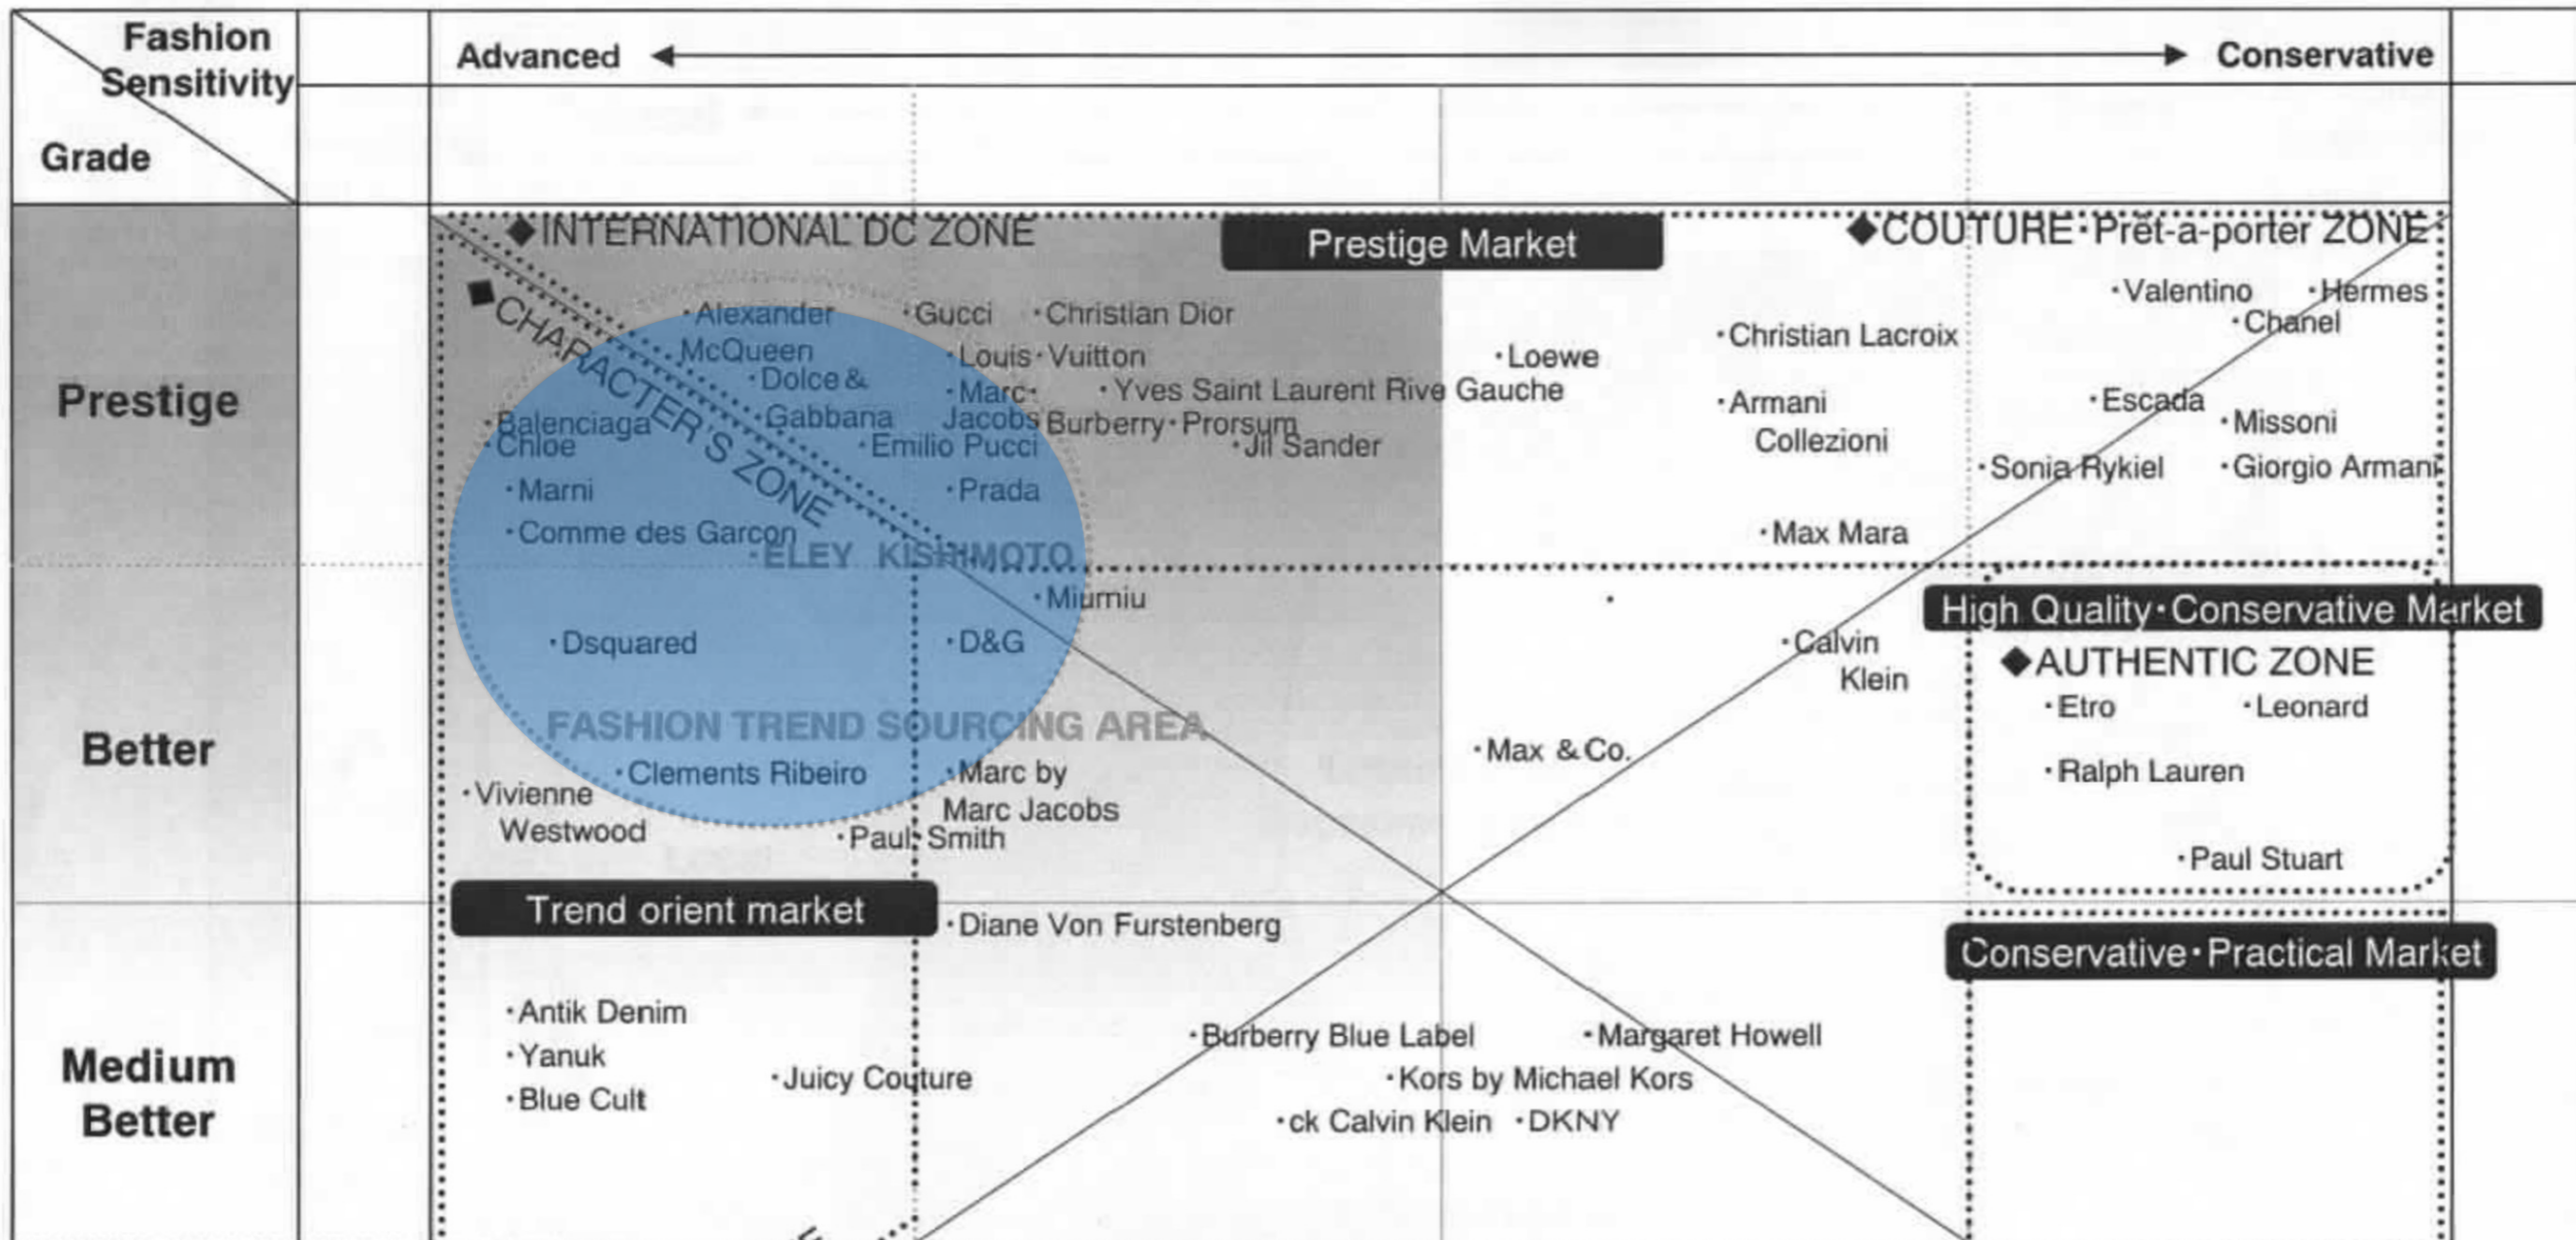 Fashion
Sensitivity
Grade
Advanced
Conservative
Prestige
◆INTERNATIONAL DC ZONE
Prestige Market
◆COUTURE・Prêt-a-porter ZONE
■CHARACTER'S ZONE
・Alexander
McQueen
・Gucci
・Christian Dior
・Valentino
・Hermes
・Chanel
・Christian Lacroix
・Louis・Vuitton
・Loewe
・Dolce &
・Gabbana
・Marc・
Jacobs
・Yves Saint Laurent Rive Gauche
・Armani
Collezioni
・Escada
・Missoni
・Balenciaga
・Chloe
Burberry・Prorsum
・Emilio Pucci
・Jil Sander
・Sonia Rykiel
・Giorgio Armani
・Marni
・Prada
・Comme des Garcon
・Max Mara
・ELEY KISHIMOTO
Better
・Miumiu
High Quality・Conservative Market
・Dsquared
・D&G
・Calvin
Klein
◆AUTHENTIC ZONE
・Etro
・Leonard
FASHION TREND SOURCING AREA
・Max & Co.
・Clements Ribeiro
・Marc by
Marc Jacobs
・Ralph Lauren
・Vivienne
Westwood
・Paul Smith
・Paul Stuart
Trend orient market
・Diane Von Furstenberg
Conservative・Practical Market
Medium
Better
・Antik Denim
・Yanuk
・Blue Cult
・Juicy Couture
・Burberry Blue Label
・Margaret Howell
・Kors by Michael Kors
・ck Calvin Klein
・DKNY